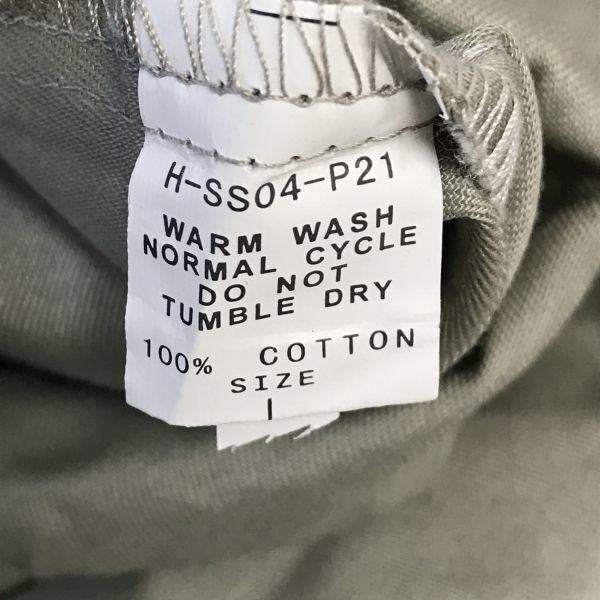 H-SS04-P21
WARM WASH
NORMAL CYCLE
DO NOT
TUMBLE DRY
100% COTTON
SIZE